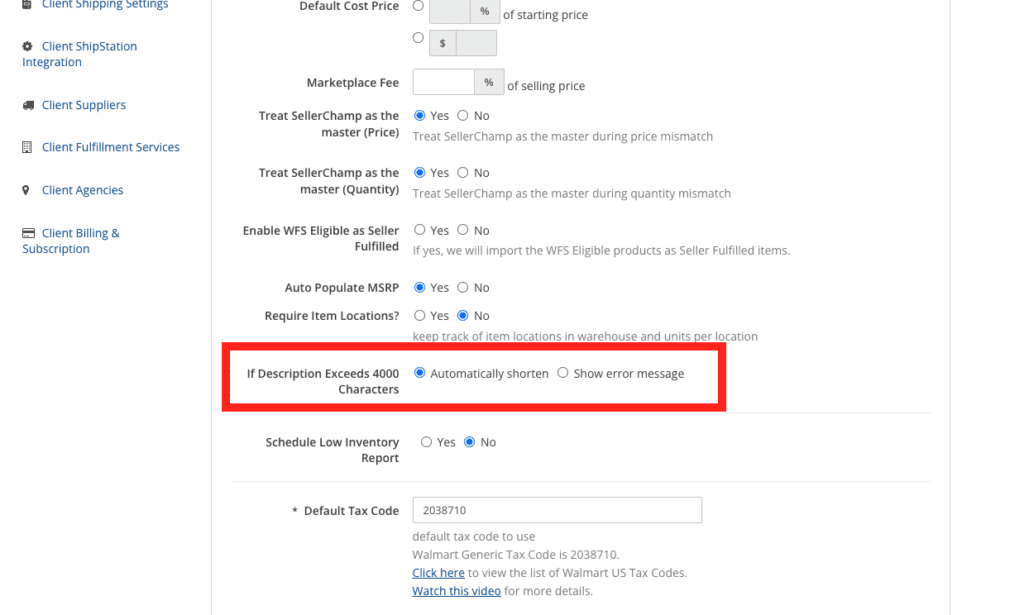 Client Shipping Settings
Client ShipStation
Integration
Client Suppliers
Client Fulfillment Services
Client Agencies
Client Billing &
Subscription
Default Cost Price
% of starting price
$
Marketplace Fee % of selling price
Treat SellerChamp as the
master (Price)
Yes No
Treat SellerChamp as the master during price mismatch
Treat SellerChamp as the
master (Quantity)
Yes No
Treat SellerChamp as the master during quantity mismatch
Enable WFS Eligible as Seller
Fulfilled
Yes No
If yes, we will import the WFS Eligible products as Seller Fulfilled items.
Auto Populate MSRP Yes No
Require Item Locations? Yes No
keep track of item locations in warehouse and units per location
If Description Exceeds 4000
Characters
Automatically shorten Show error message
Schedule Low Inventory
Report
Yes No
* Default Tax Code 2038710
default tax code to use
Walmart Generic Tax Code is 2038710.
Click here to view the list of Walmart US Tax Codes.
Watch this video for more details.